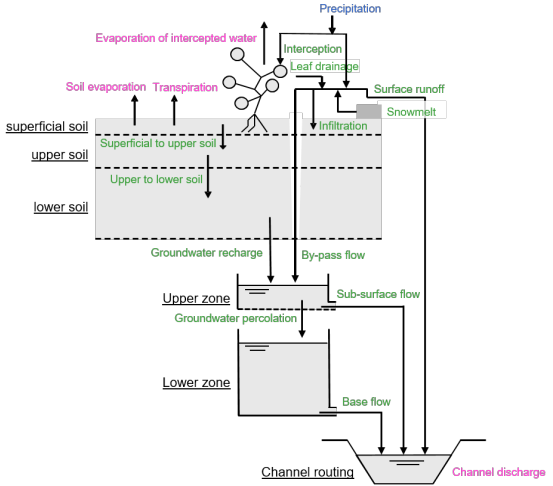 Precipitation
Evaporation of intercepted water
Interception
Leaf drainage
Soil evaporation
Transpiration
Surface runoff
Snowmelt
superficial soil
Infiltration
Superficial to upper soil
upper soil
Upper to lower soil
lower soil
Groundwater recharge
By-pass flow
Upper zone
Sub-surface flow
Groundwater percolation
Lower zone
Base flow
Channel routing
Channel discharge